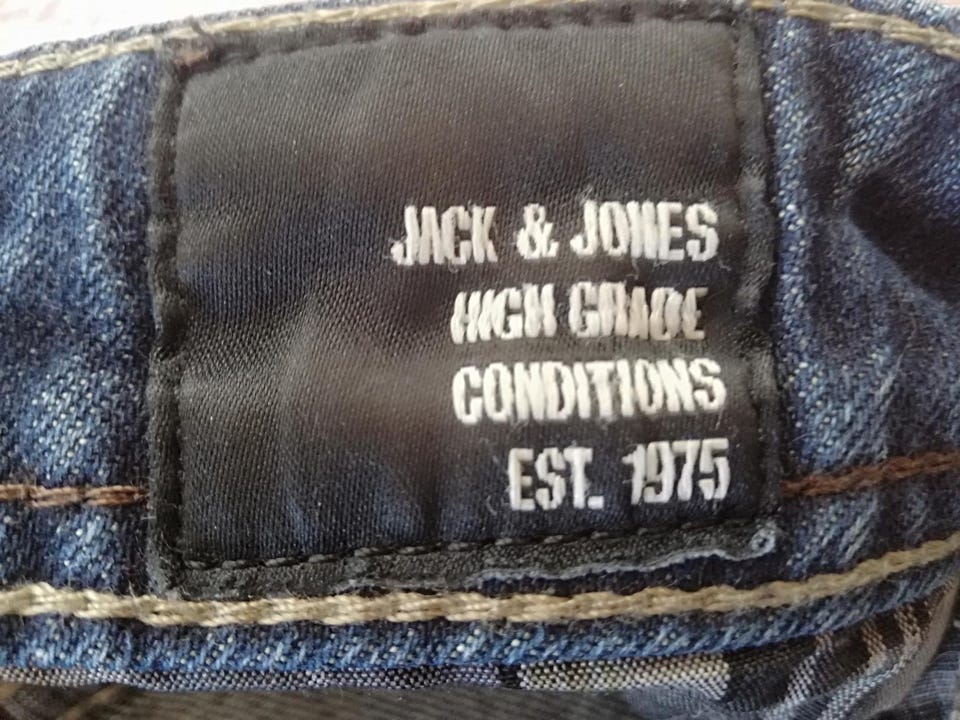 JACK & JONES
HIGH GRADE
CONDITIONS
EST. 1975